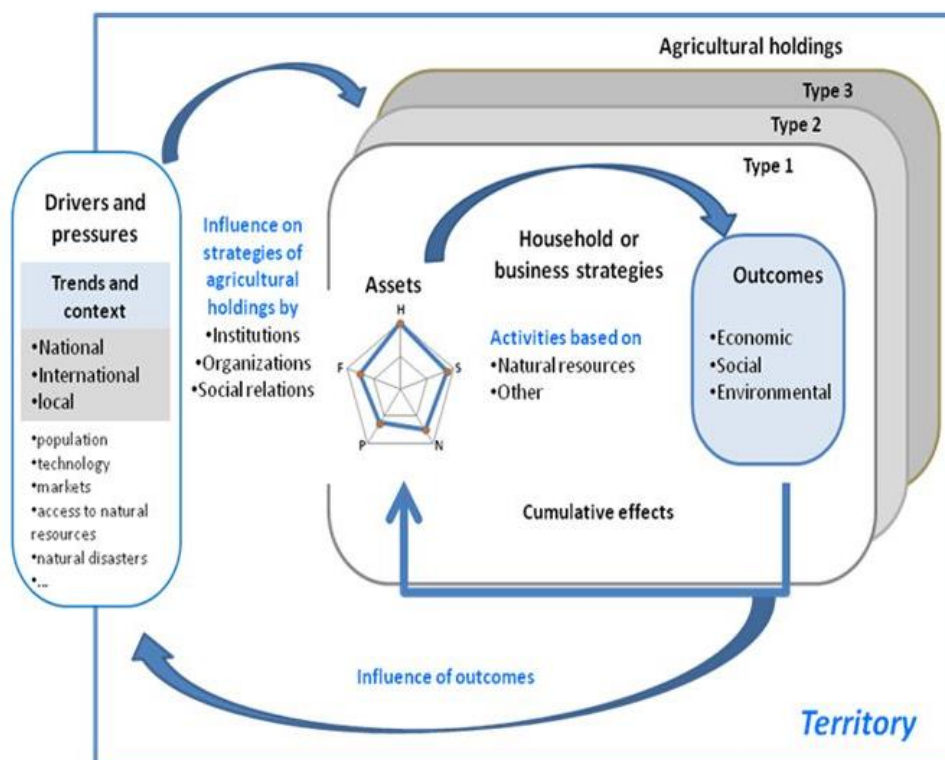 Agricultural holdings
Type 3
Type 2
Type 1
Drivers and
pressures
Trends and
context
•National
•International
•local
•population
•technology
•markets
•access to natural
resources
•natural disasters
•...
Influence on
strategies of
agricultural
holdings by
•Institutions
•Organizations
•Social relations
Assets
H
F
S
P
N
Household or
business strategies
Activities based on
•Natural resources
•Other
Outcomes
•Economic
•Social
•Environmental
Cumulative effects
Influence of outcomes
Territory